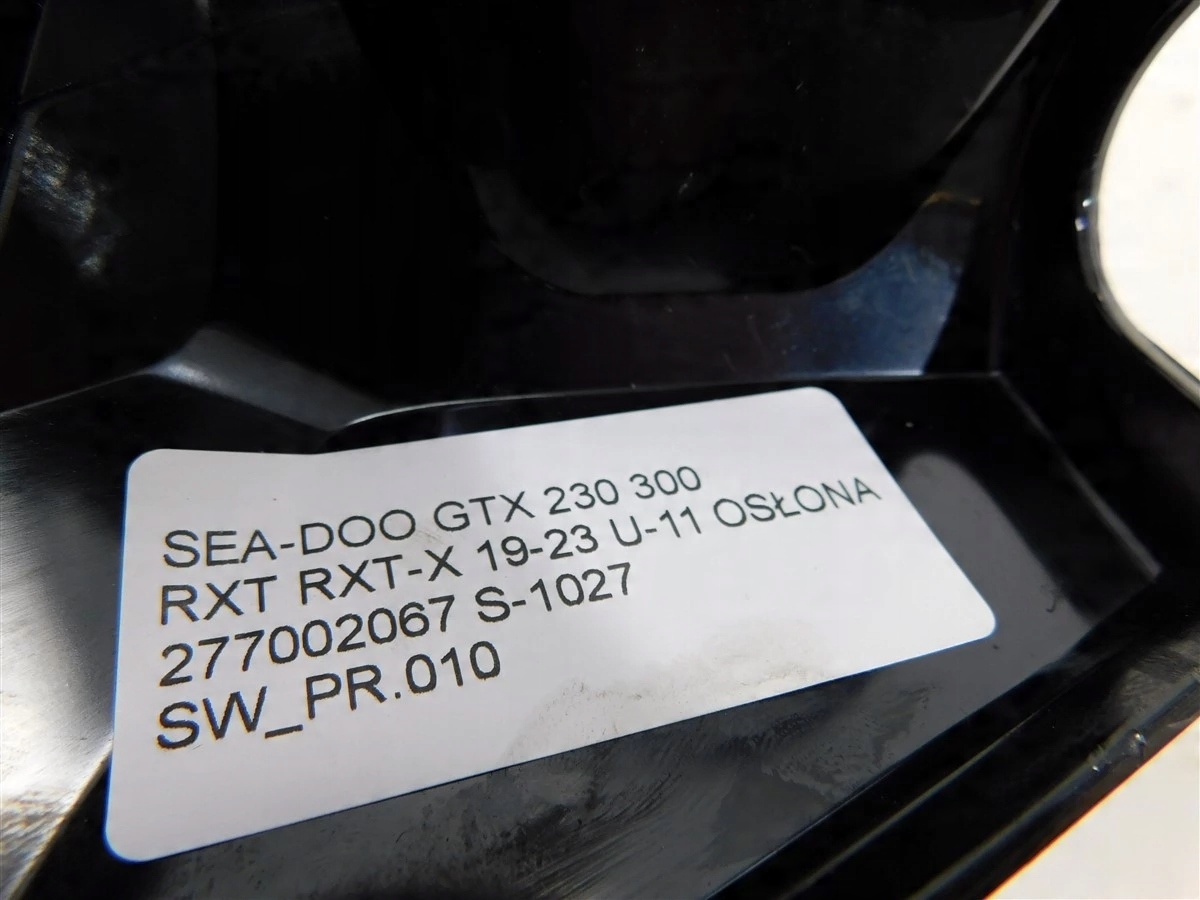 SEA-DOO GTX 230 300
RXT RXT-X 19-23 U-11 OSŁONA
277002067 S-1027
SW_PR.010